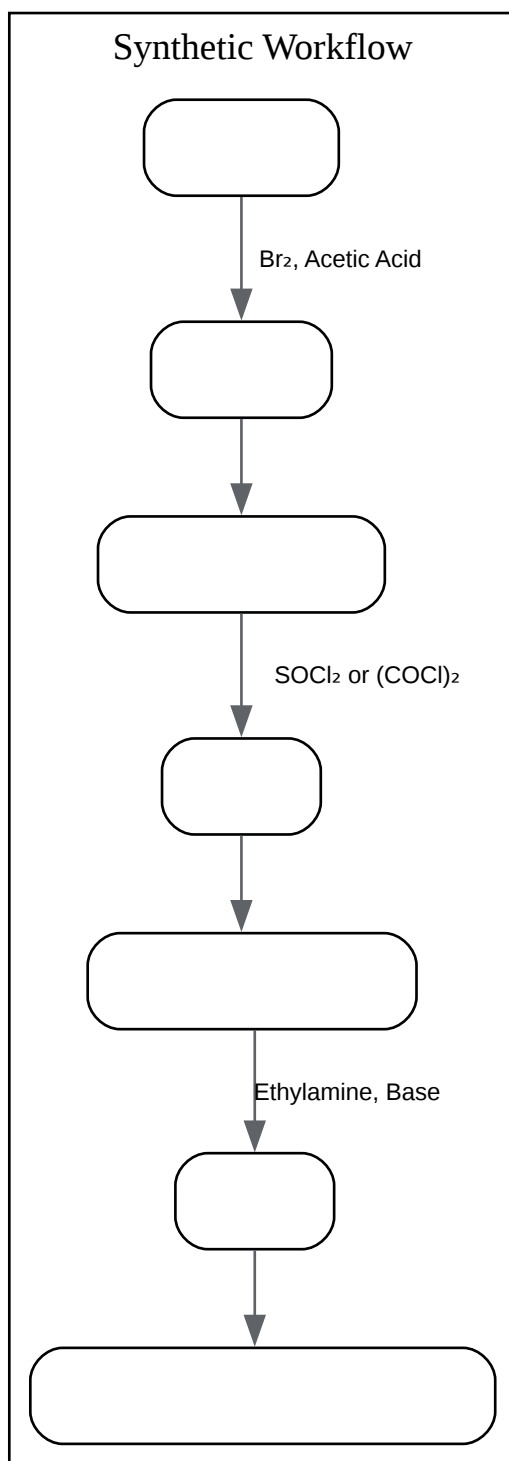 Synthetic Workflow
Br₂, Acetic Acid
SOCl₂ or (COCl)₂
Ethylamine, Base